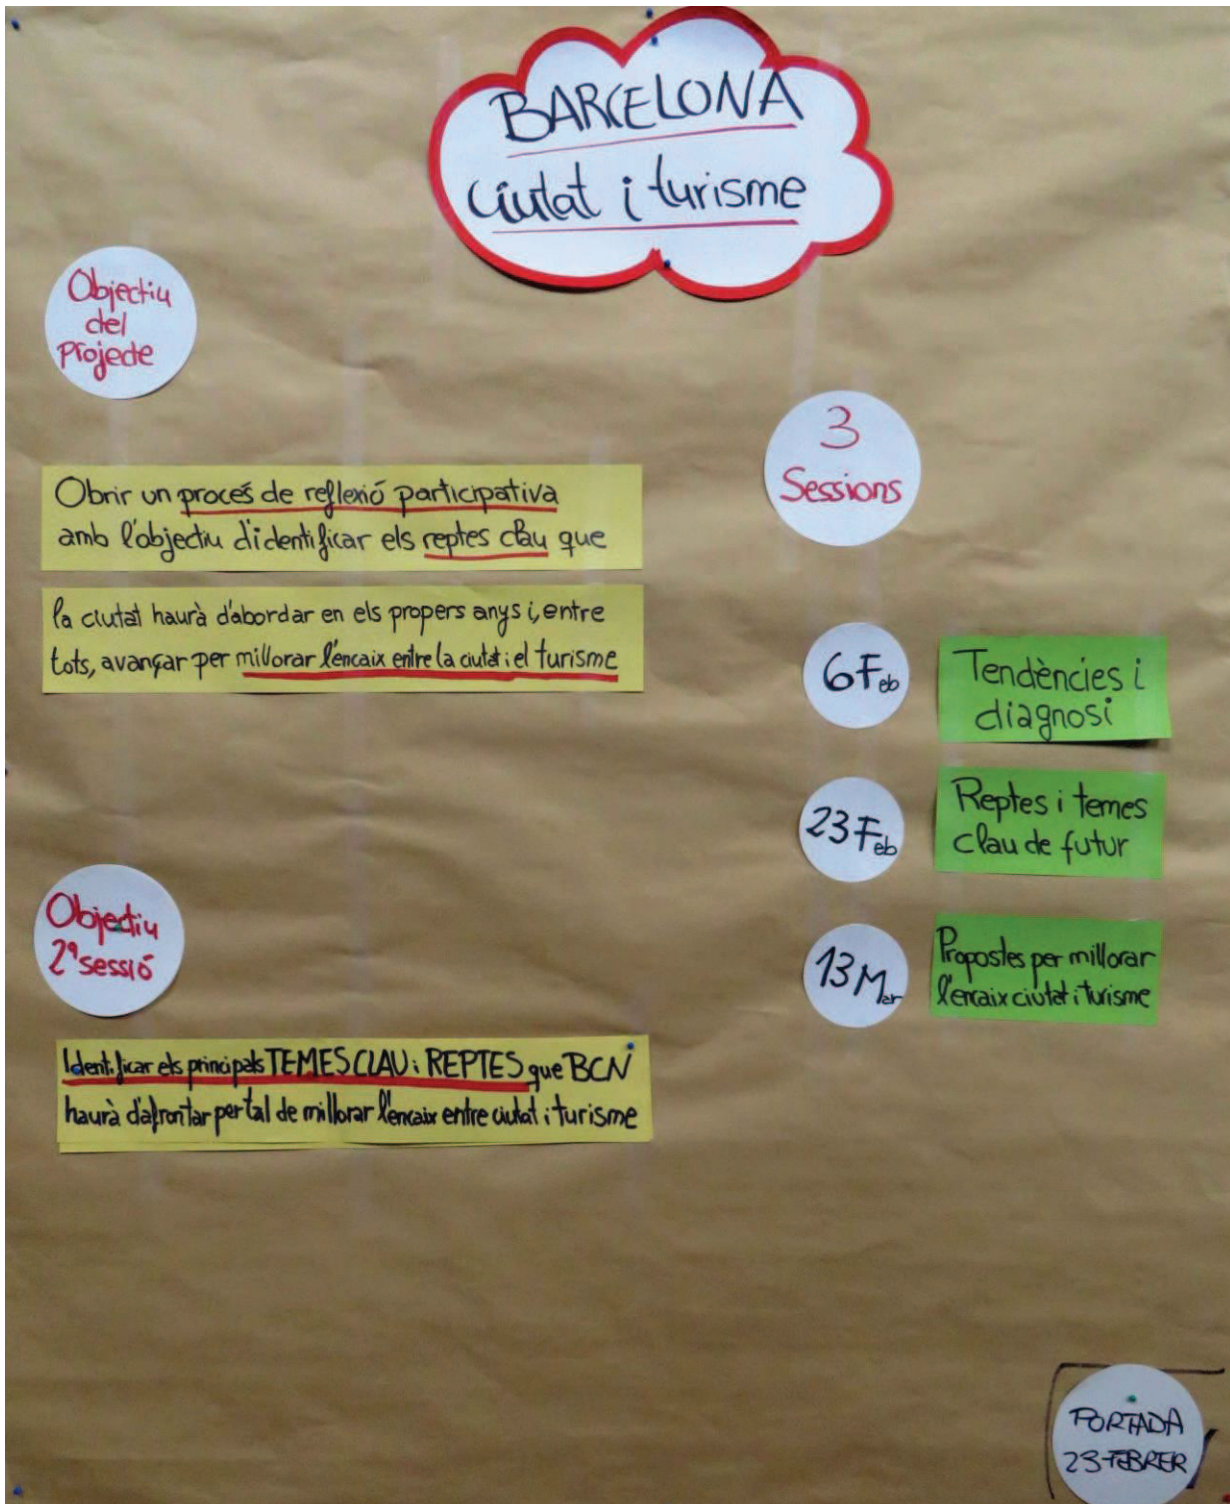 BARCELONA
Ciutat i turisme
Objectiu
del
projecte
Obrir un procés de reflexió participativa
amb l'objectiu d'identificar els reptes clau que
la ciutat haurà d'abordar en els propers anys i, entre
tots, avançar per millorar l'encaix entre la ciutat i el turisme
3
Sessions
6 Feb
Tendències i
diagnosi
23 Feb
Reptes i temes
clau de futur
13 Mar
Propostes per millorar
l'encaix ciutat i turisme
Objectiu
2ª sessió
Identificar els principals TEMES CLAU i REPTES que BCN
haurà d'afrontar per tal de millorar l'encaix entre ciutat i turisme
PORTADA
23 FEBRER